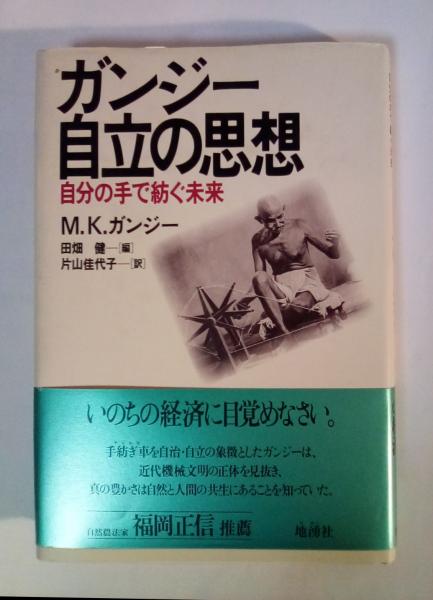 ガンジー
自立の思想
自分の手で紡ぐ未来
M.K.ガンジー
田畑 健─[編]
片山佳代子─[訳]
いのちの経済に目覚めなさい。
手紡ぎ車を自治・自立の象徴としたガンジーは、
近代機械文明の正体を見抜き、
真の豊かさは自然と人間の共生にあることを知っていた。
自然農法家 福岡正信 推薦 地湧社